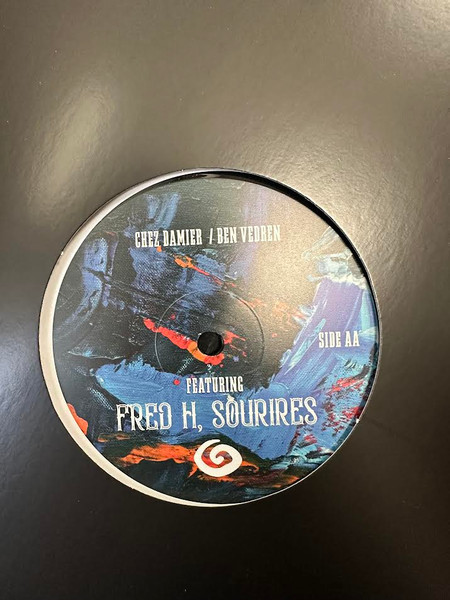 CHEZ DAMIER / BEN VEDREN
SIDE AA
FEATURING
FRED H, SOURIRES